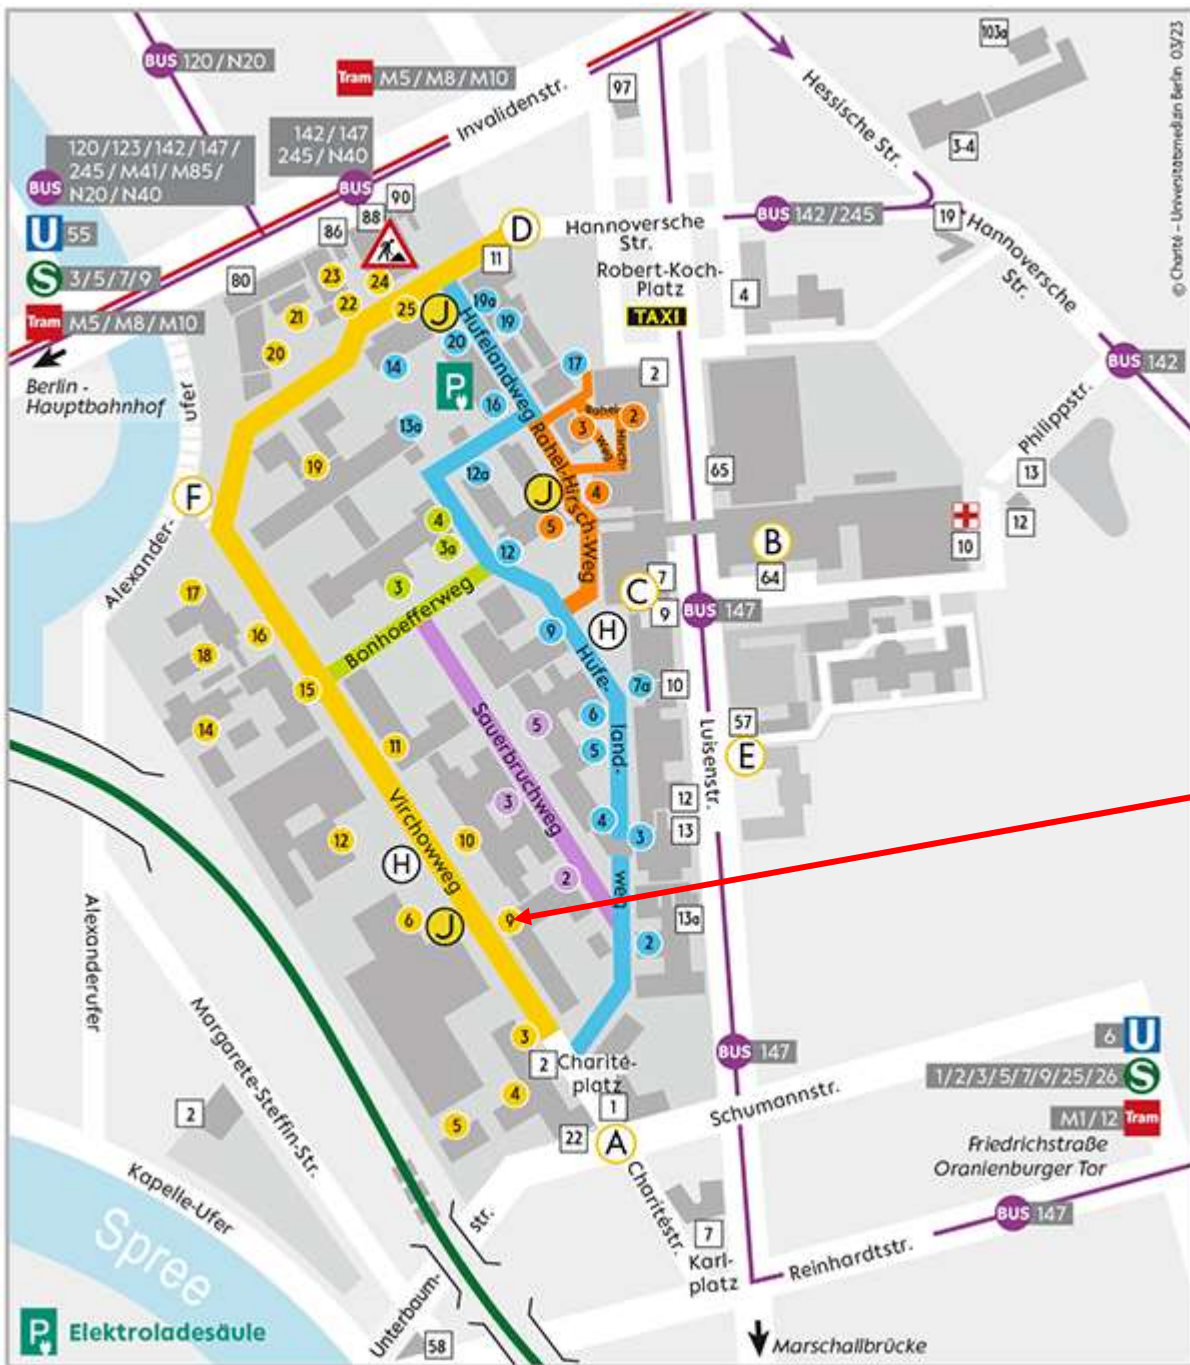 BUS 120/N20
Tram M5/M8/M10
Invalidenstr.
97
103a
Hessische Str.
3-4
© Charité – Universitätsmedizin Berlin 03/23
120/123/142/147/
245/M41/M85/
N20/N40
BUS
142/147
245/N40
BUS
U 55
S 3/5/7/9
Tram M5/M8/M10
Berlin -
Hauptbahnhof
80
86
88
90
D
11
Hannoversche
Str.
BUS 142/245
19
Hannoversche
Str.
Robert-Koch-
Platz
TAXI
4
BUS 142
23
24
22
25
21
20
J
19a
19
20
14
Hufelandweg
P
16
13a
17
2
Rahel-
Hirsch-
Weg
3
2
Rahel-Hirsch-Weg
4
5
J
12a
12
65
Philippstr.
13
12
10
B
64
ufer
Alexander-
F
19
4
3a
3
Bonhoefferweg
7
C
9
H
9
BUS 147
17
16
18
15
14
11
Hufe-
land-
weg
7a
10
6
5
57
E
Luisenstr.
Sauerbruchweg
5
3
2
4
3
12
13
13a
2
Virchowweg
12
10
H
6
J
9
3
2
Charité-
platz
4
5
1
22
A
Alexanderufer
Margarete-Steffin-Str.
2
Kapelle-Ufer
Spree
BUS 147
Schumannstr.
6 U
1/2/3/5/7/9/25/26 S
M1/12 Tram
Friedrichstraße
Oranienburger Tor
BUS 147
Charitéstr.
7
Karl-
platz
Reinhardtstr.
Unterbaum-
str.
58
P Elektroladesäule
Marschallbrücke